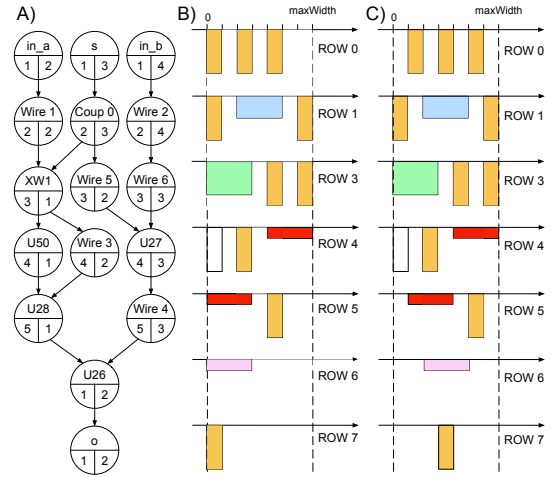 A) B) C)
0 maxWidth 0 maxWidth
in_a s in_b
1 2 1 3 1 4
ROW 0 ROW 0
Wire 1 Coup 0 Wire 2
2 2 2 3 2 4
ROW 1 ROW 1
XW1 Wire 5 Wire 6
3 1 3 2 3 3
ROW 3 ROW 3
U50 Wire 3 U27
4 1 4 2 4 3
ROW 4 ROW 4
U28 Wire 4
5 1 5 3
ROW 5 ROW 5
U26
1 2
ROW 6 ROW 6
o
1 2
ROW 7 ROW 7